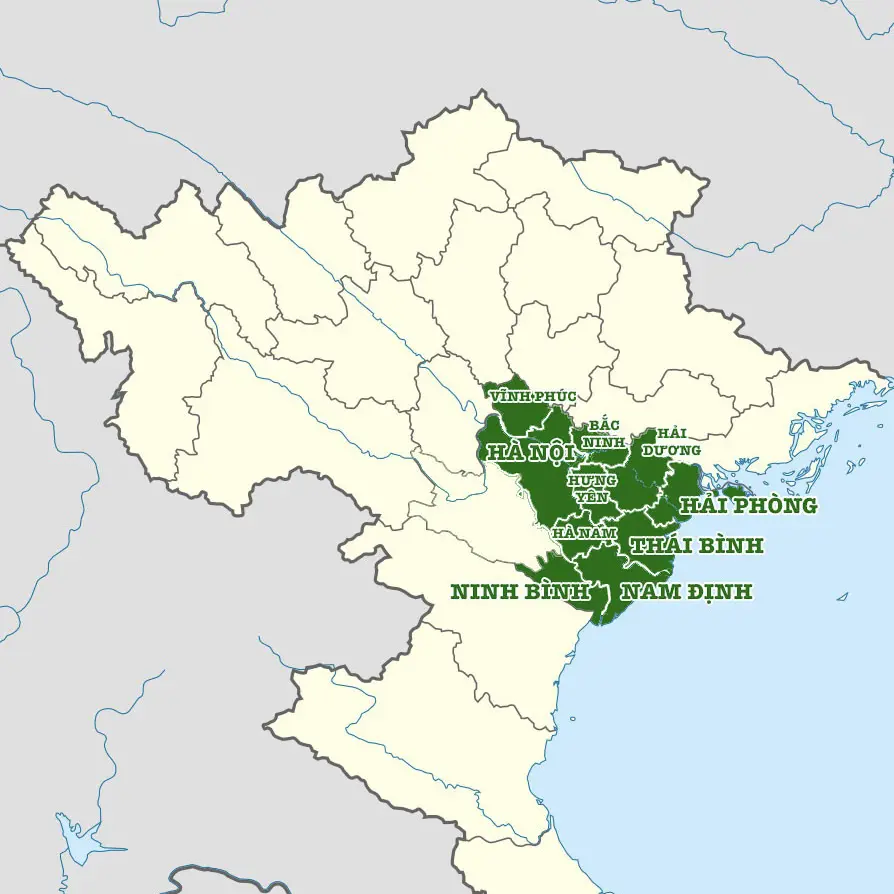 VĨNH PHÚC
BẮC
NINH
HẢI
DƯƠNG
HÀ NỘI
HƯNG
YÊN
HẢI PHÒNG
HÀ NAM
THÁI BÌNH
NINH BÌNH
NAM ĐỊNH